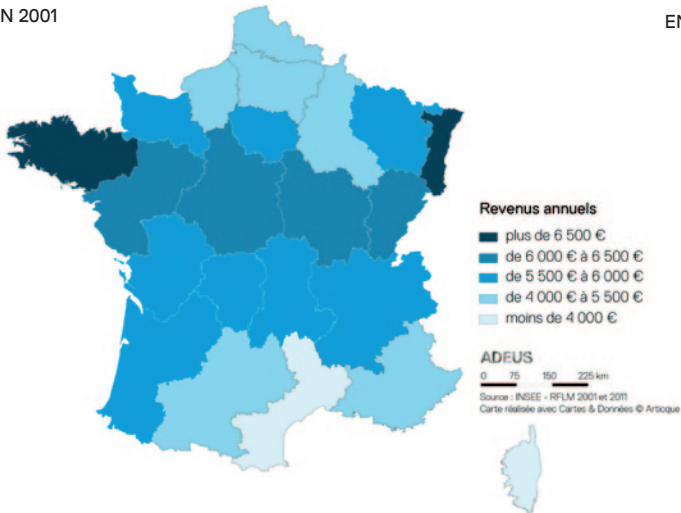 N 2001
EN
Revenus annuels
plus de 6 500 €
de 6 000 € à 6 500 €
de 5 500 € à 6 000 €
de 4 000 € à 5 500 €
moins de 4 000 €
ADEUS
0 75 150 225 km
Source : INSEE - RFLM 2001 et 2011
Carte réalisée avec Cartes & Données © Articque